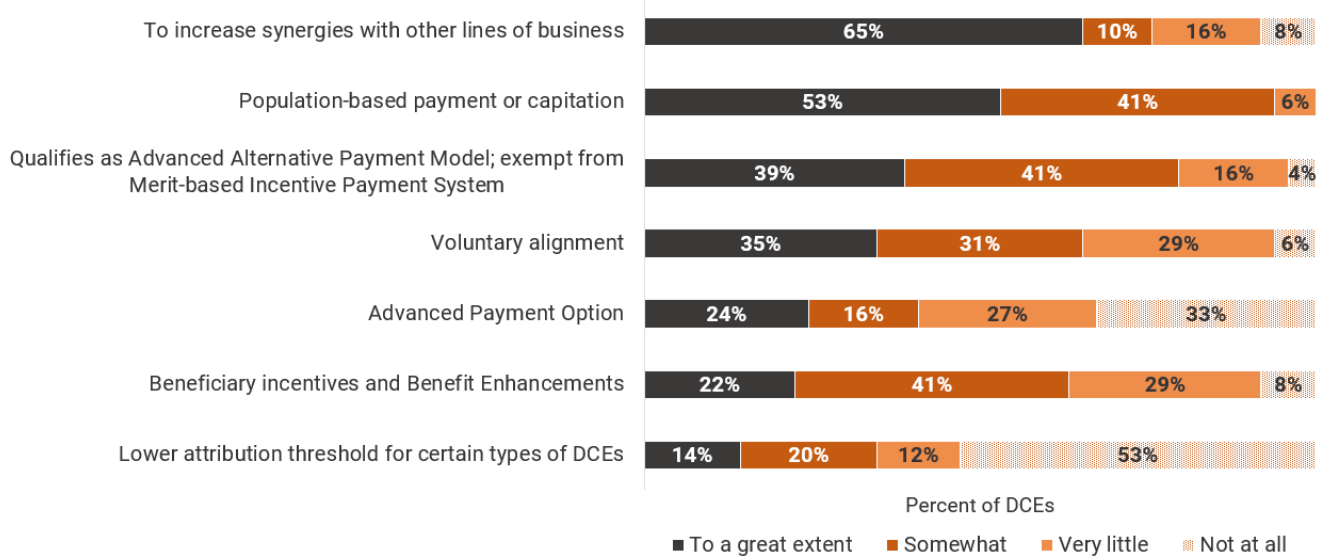 To increase synergies with other lines of business
65% 10% 16% 8%
Population-based payment or capitation
53% 41% 6%
Qualifies as Advanced Alternative Payment Model; exempt from
Merit-based Incentive Payment System
39% 41% 16% 4%
Voluntary alignment
35% 31% 29% 6%
Advanced Payment Option
24% 16% 27% 33%
Beneficiary incentives and Benefit Enhancements
22% 41% 29% 8%
Lower attribution threshold for certain types of DCEs
14% 20% 12% 53%
Percent of DCEs
To a great extent Somewhat Very little Not at all